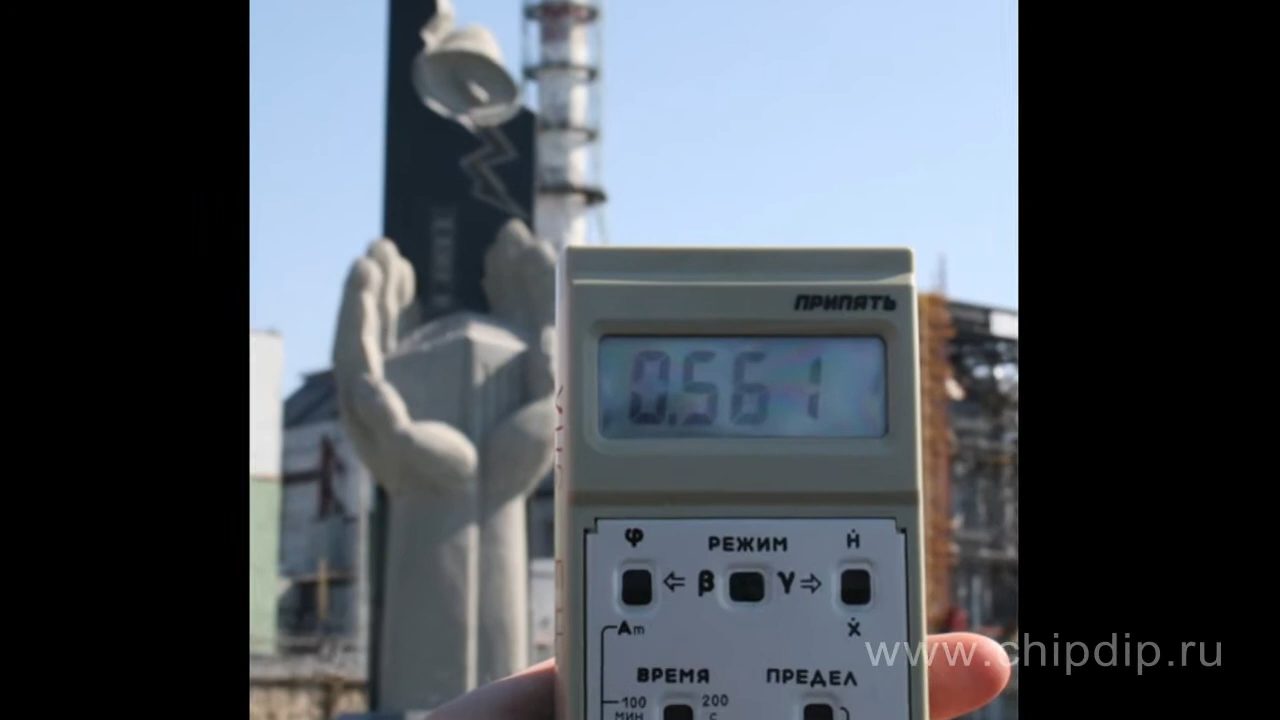 ПРИПЯТЬ
0.561
φ РЕЖИМ Ḣ
⇐ β γ ⇒
Am Ẋ
ВРЕМЯ ПРЕДЕЛ
100 200
МИН С
www.chipdip.ru